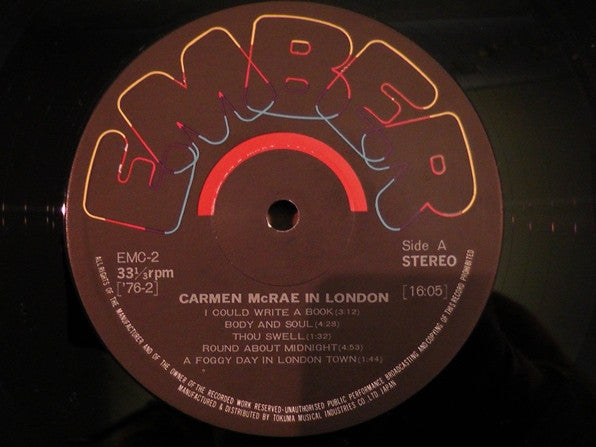 EMBER
EMC-2
33⅓rpm
['76-2]
Side A
STEREO
[16:05]
CARMEN McRAE IN LONDON
I COULD WRITE A BOOK(3:12)
BODY AND SOUL(4:28)
THOU SWELL(1:32)
ROUND ABOUT MIDNIGHT(4:53)
A FOGGY DAY IN LONDON TOWN(1:44)
ALL RIGHTS OF THE MANUFACTURER AND OF THE OWNER OF THE RECORDED WORK RESERVED-UNAUTHORISED PUBLIC PERFORMANCE BROADCASTING AND COPYING OF THIS RECORD PROHIBITED
MANUFACTURED & DISTRIBUTED BY TOKUMA MUSICAL INDUSTRIES CO LTD. JAPAN